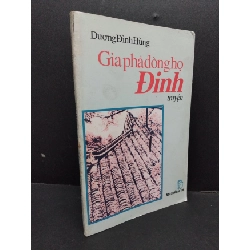 Dương Đình Hùng
Gia phả dòng họ
Đinh
truyện